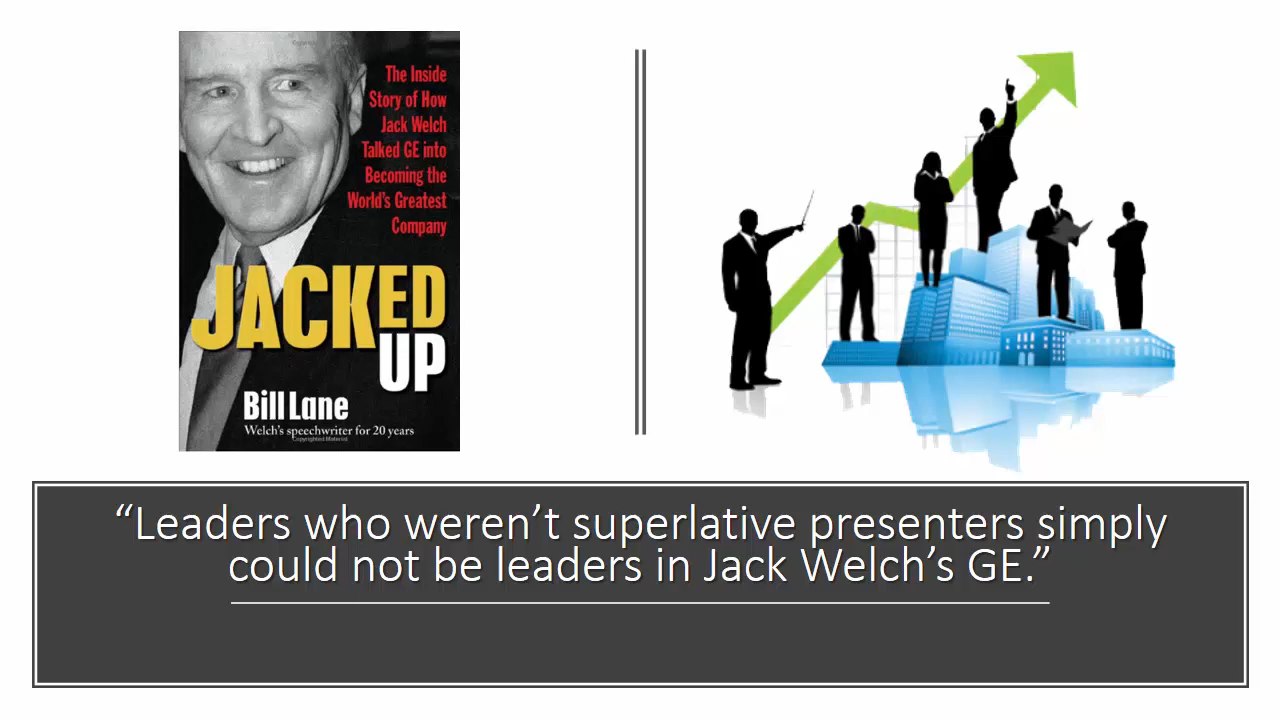 The Inside
Story of How
Jack Welch
Talked GE into
Becoming the
World's Greatest
Company
JACKED
UP
Bill Lane
Welch's speechwriter for 20 years
Copyrighted Material
“Leaders who weren’t superlative presenters simply
could not be leaders in Jack Welch’s GE.”